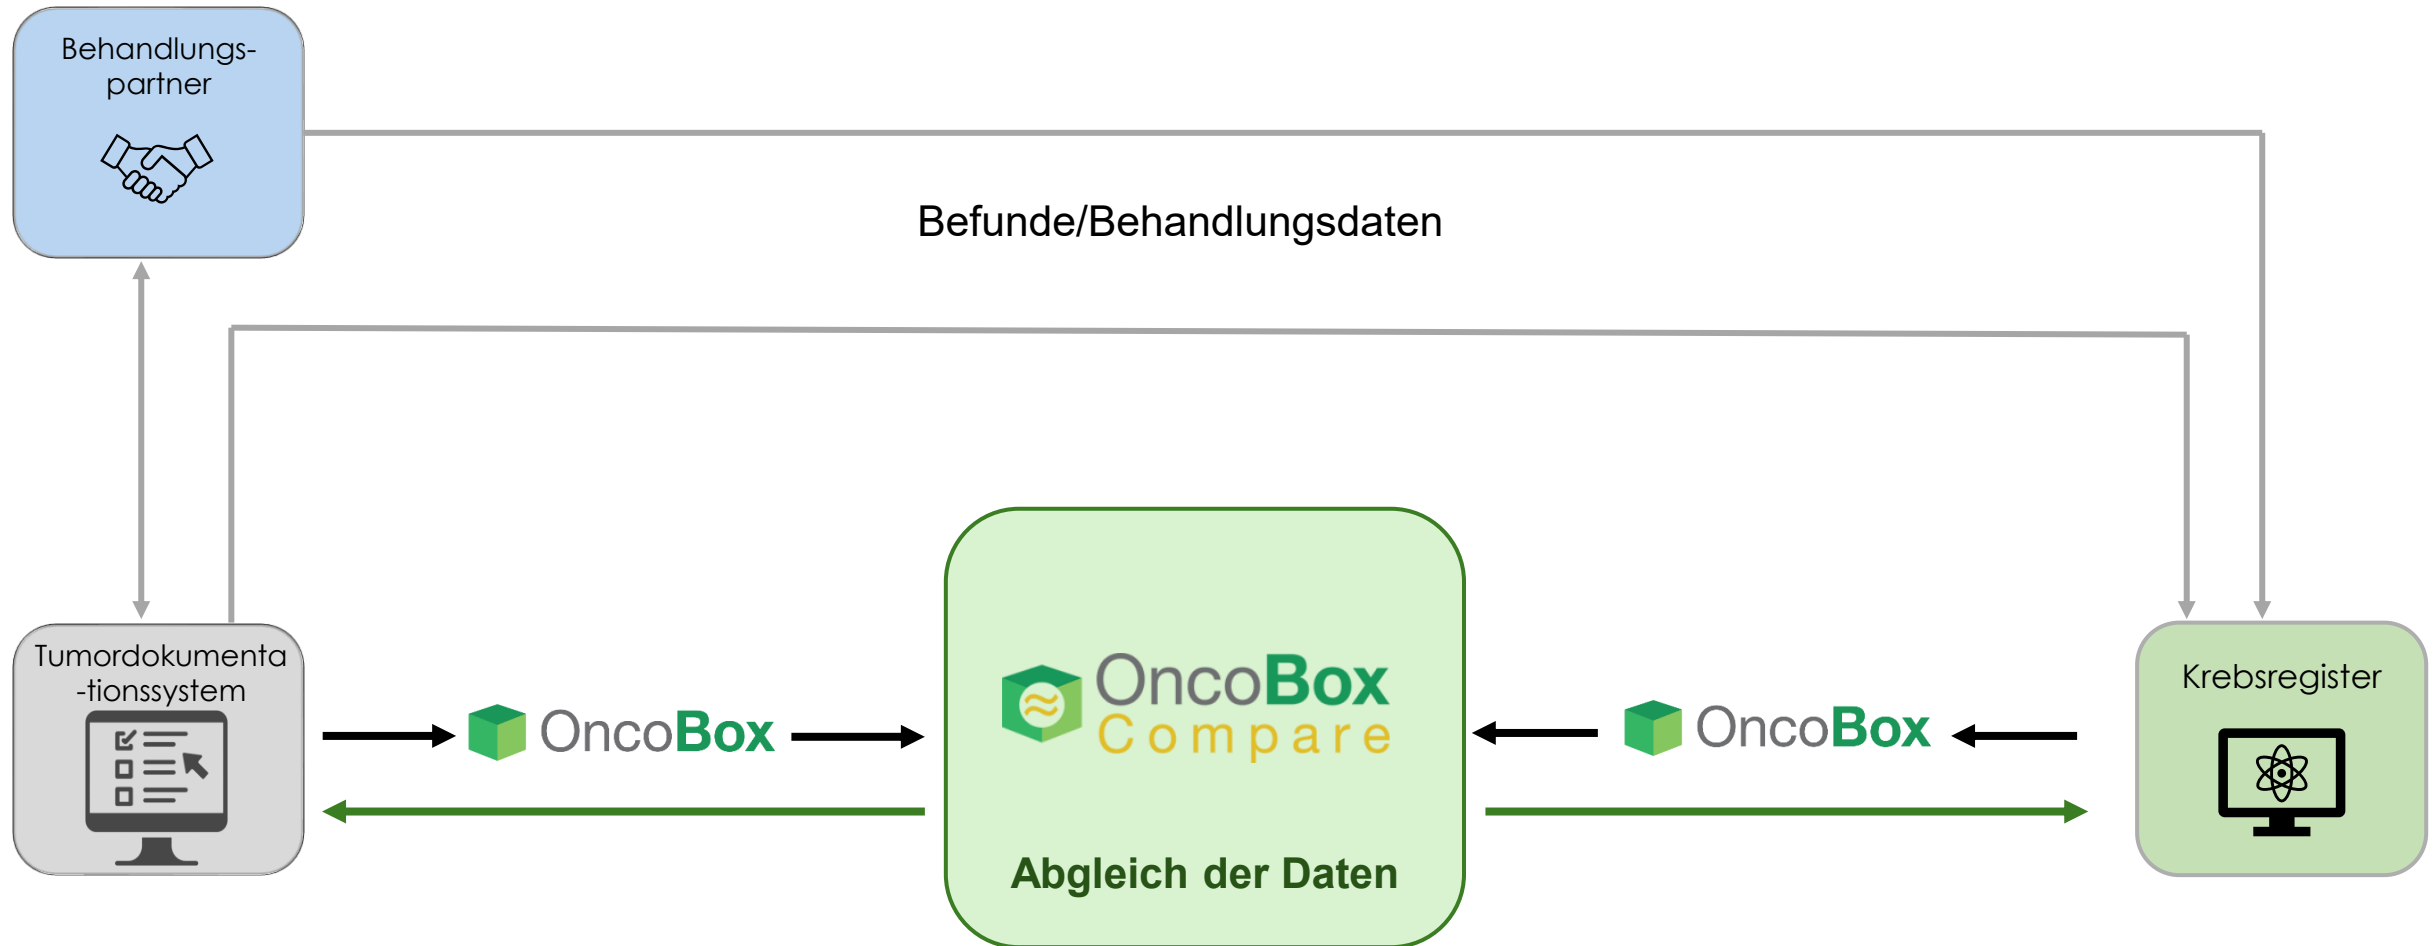 Behandlungs-
partner
Befunde/Behandlungsdaten
Tumordokumenta
-tionssystem
OncoBox
OncoBox
Compare
Abgleich der Daten
OncoBox
Krebsregister